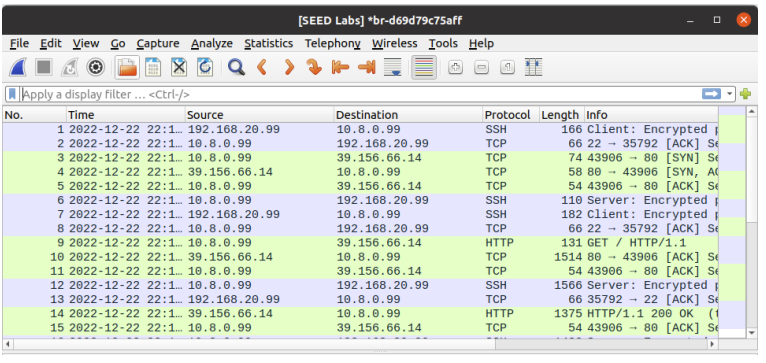 [SEED Labs] *br-d69d79c75aff
File Edit View Go Capture Analyze Statistics Telephony Wireless Tools Help
Apply a display filter … <Ctrl-/>
No. Time Source Destination Protocol Length Info
1 2022-12-22 22:1… 192.168.20.99 10.8.0.99 SSH 166 Client: Encrypted p
2 2022-12-22 22:1… 10.8.0.99 192.168.20.99 TCP 66 22 → 35792 [ACK] Se
3 2022-12-22 22:1… 10.8.0.99 39.156.66.14 TCP 74 43906 → 80 [SYN] Se
4 2022-12-22 22:1… 39.156.66.14 10.8.0.99 TCP 58 80 → 43906 [SYN, AC
5 2022-12-22 22:1… 10.8.0.99 39.156.66.14 TCP 54 43906 → 80 [ACK] Se
6 2022-12-22 22:1… 10.8.0.99 192.168.20.99 SSH 110 Server: Encrypted p
7 2022-12-22 22:1… 192.168.20.99 10.8.0.99 SSH 182 Client: Encrypted p
8 2022-12-22 22:1… 10.8.0.99 192.168.20.99 TCP 66 22 → 35792 [ACK] Se
9 2022-12-22 22:1… 10.8.0.99 39.156.66.14 HTTP 131 GET / HTTP/1.1
10 2022-12-22 22:1… 39.156.66.14 10.8.0.99 TCP 1514 80 → 43906 [ACK] Se
11 2022-12-22 22:1… 10.8.0.99 39.156.66.14 TCP 54 43906 → 80 [ACK] Se
12 2022-12-22 22:1… 10.8.0.99 192.168.20.99 SSH 1566 Server: Encrypted p
13 2022-12-22 22:1… 192.168.20.99 10.8.0.99 TCP 66 35792 → 22 [ACK] Se
14 2022-12-22 22:1… 39.156.66.14 10.8.0.99 HTTP 1375 HTTP/1.1 200 OK (t
15 2022-12-22 22:1… 10.8.0.99 39.156.66.14 TCP 54 43906 → 80 [ACK] Se